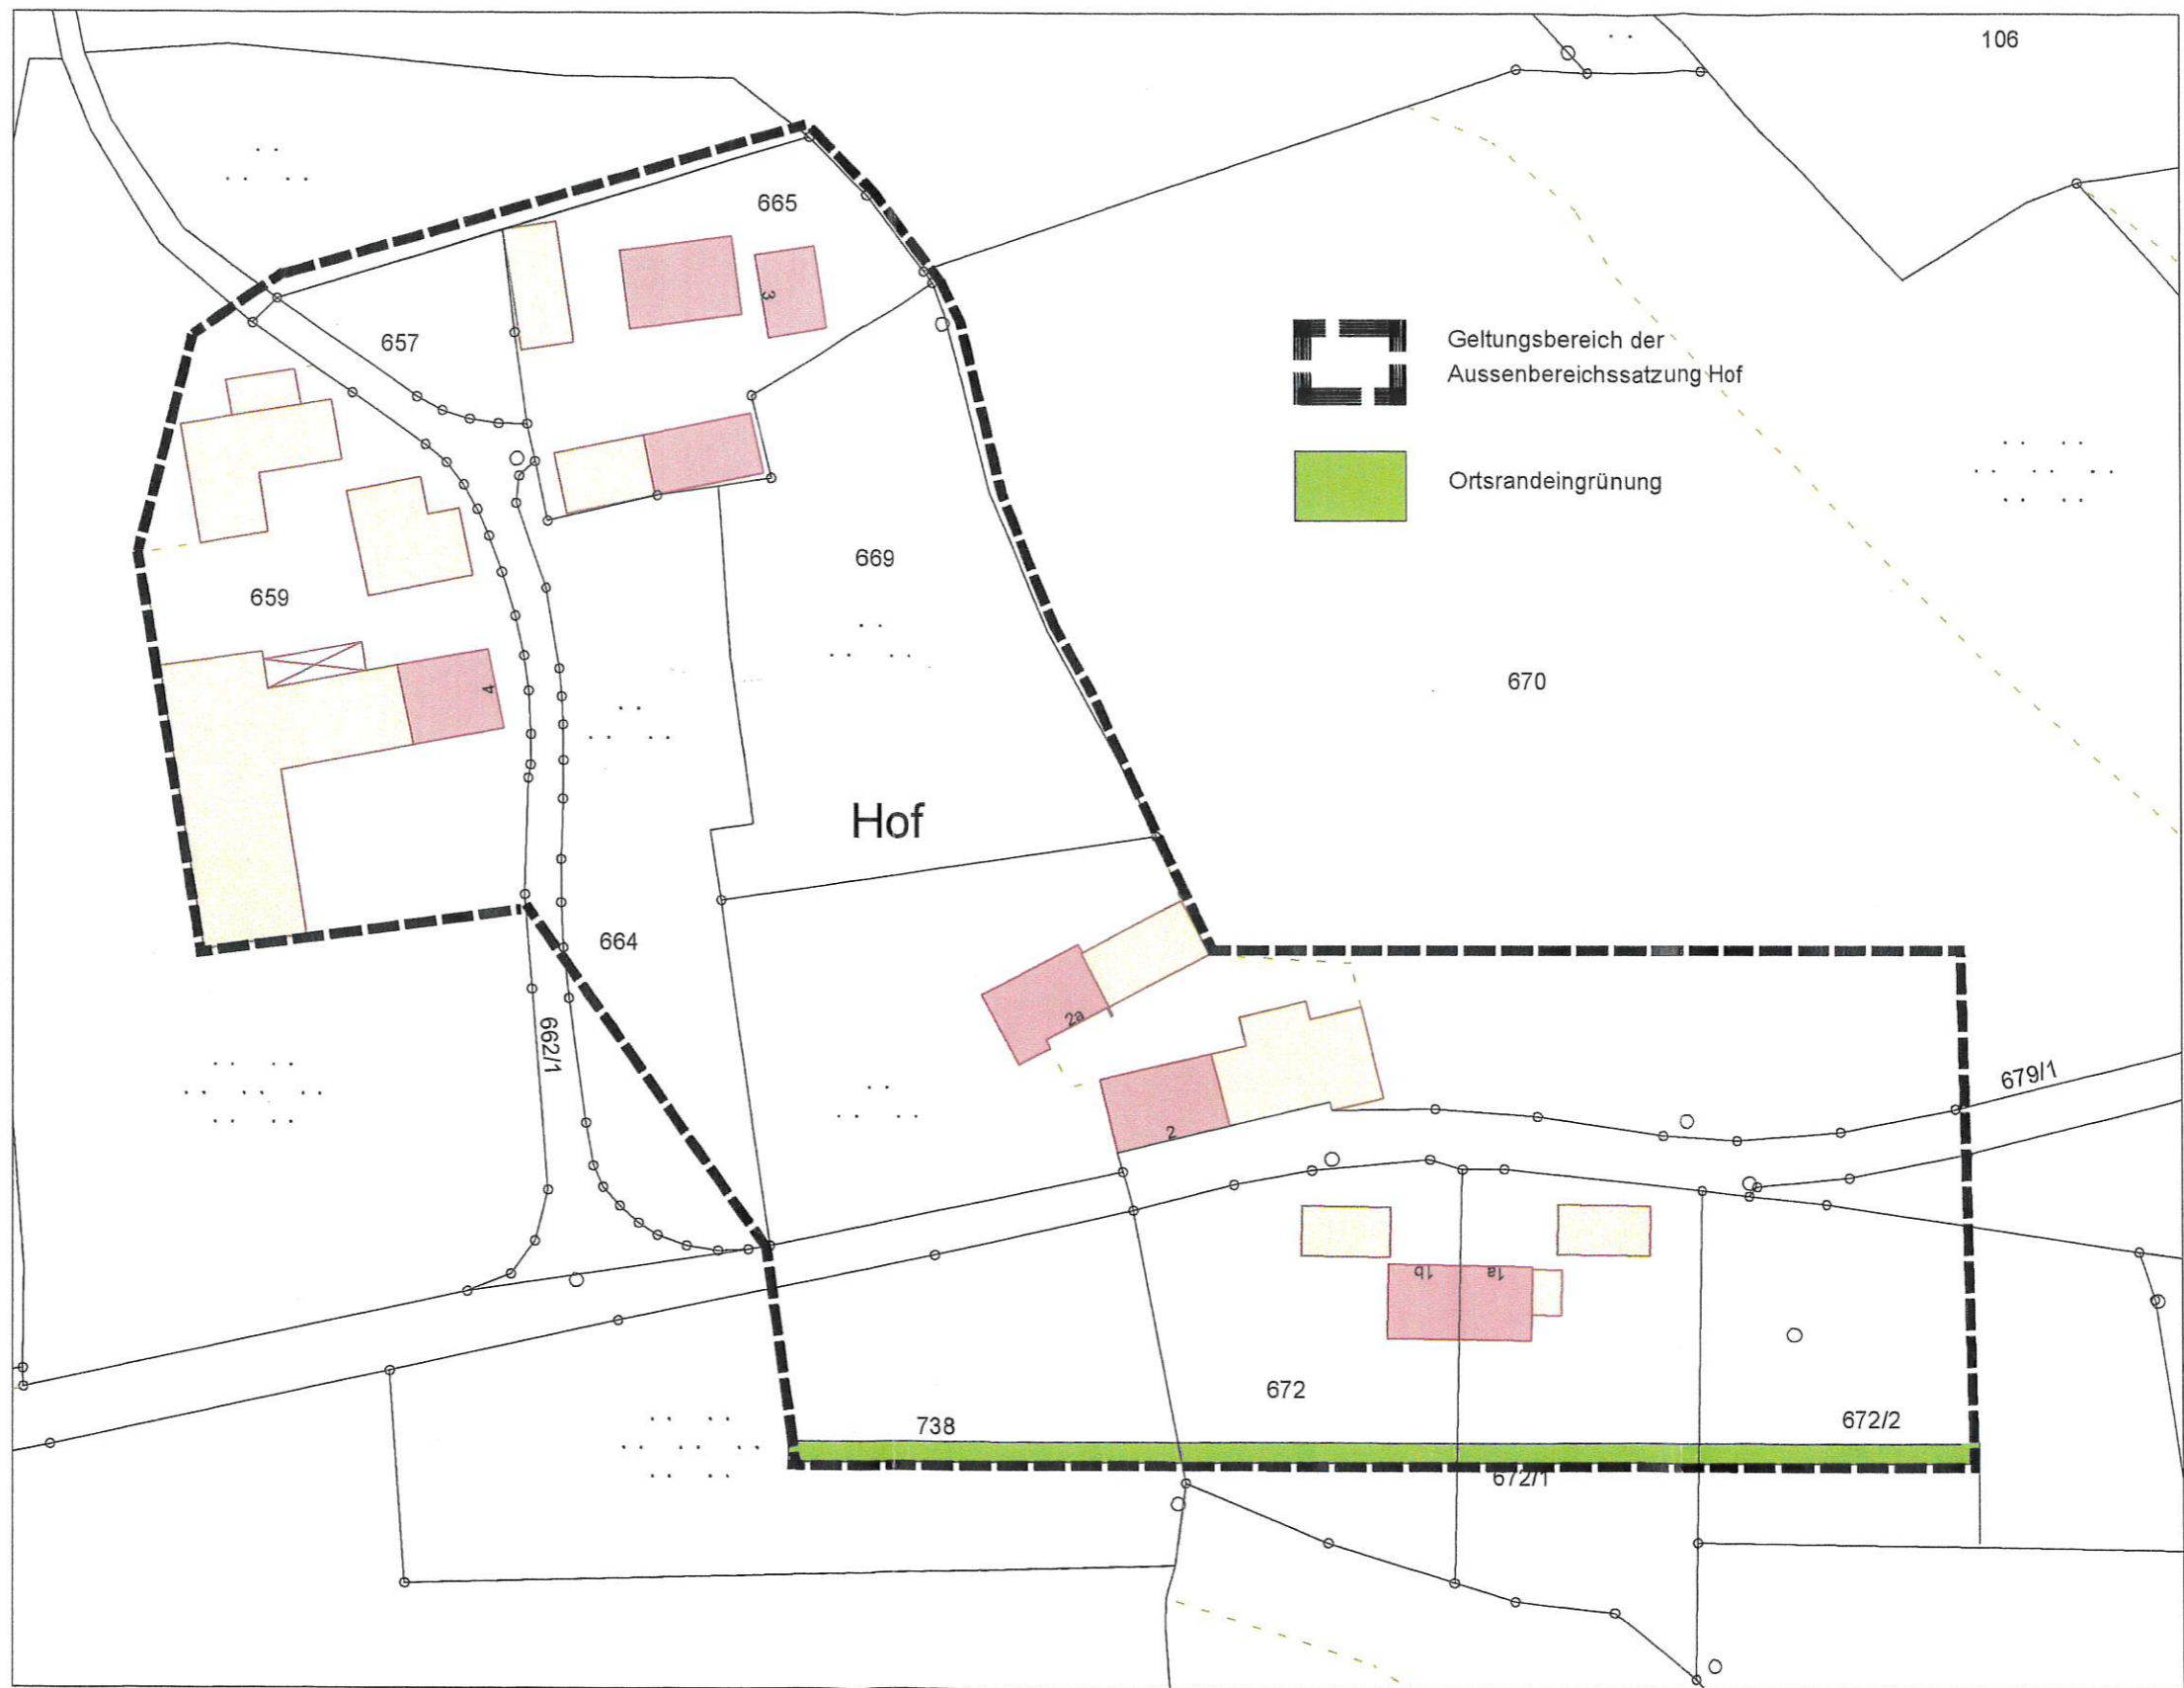 106
665
3
657
Geltungsbereich der
Aussenbereichssatzung Hof
Ortsrandeingrünung
669
659
670
4
Hof
664
662/1
2a
679/1
2
1b
1a
672
672/2
738
672/1